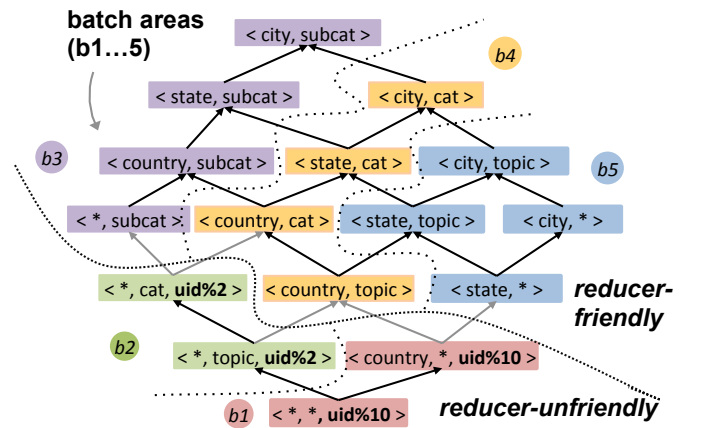 batch areas
(b1…5)
< city, subcat >
b4
< state, subcat >
< city, cat >
b3
< country, subcat >
< state, cat >
< city, topic >
b5
< *, subcat >
< country, cat >
< state, topic >
< city, * >
< *, cat, uid%2 >
< country, topic >
< state, * >
reducer-
friendly
b2
< *, topic, uid%2 >
< country, *, uid%10 >
b1
< *, *, uid%10 >
reducer-unfriendly